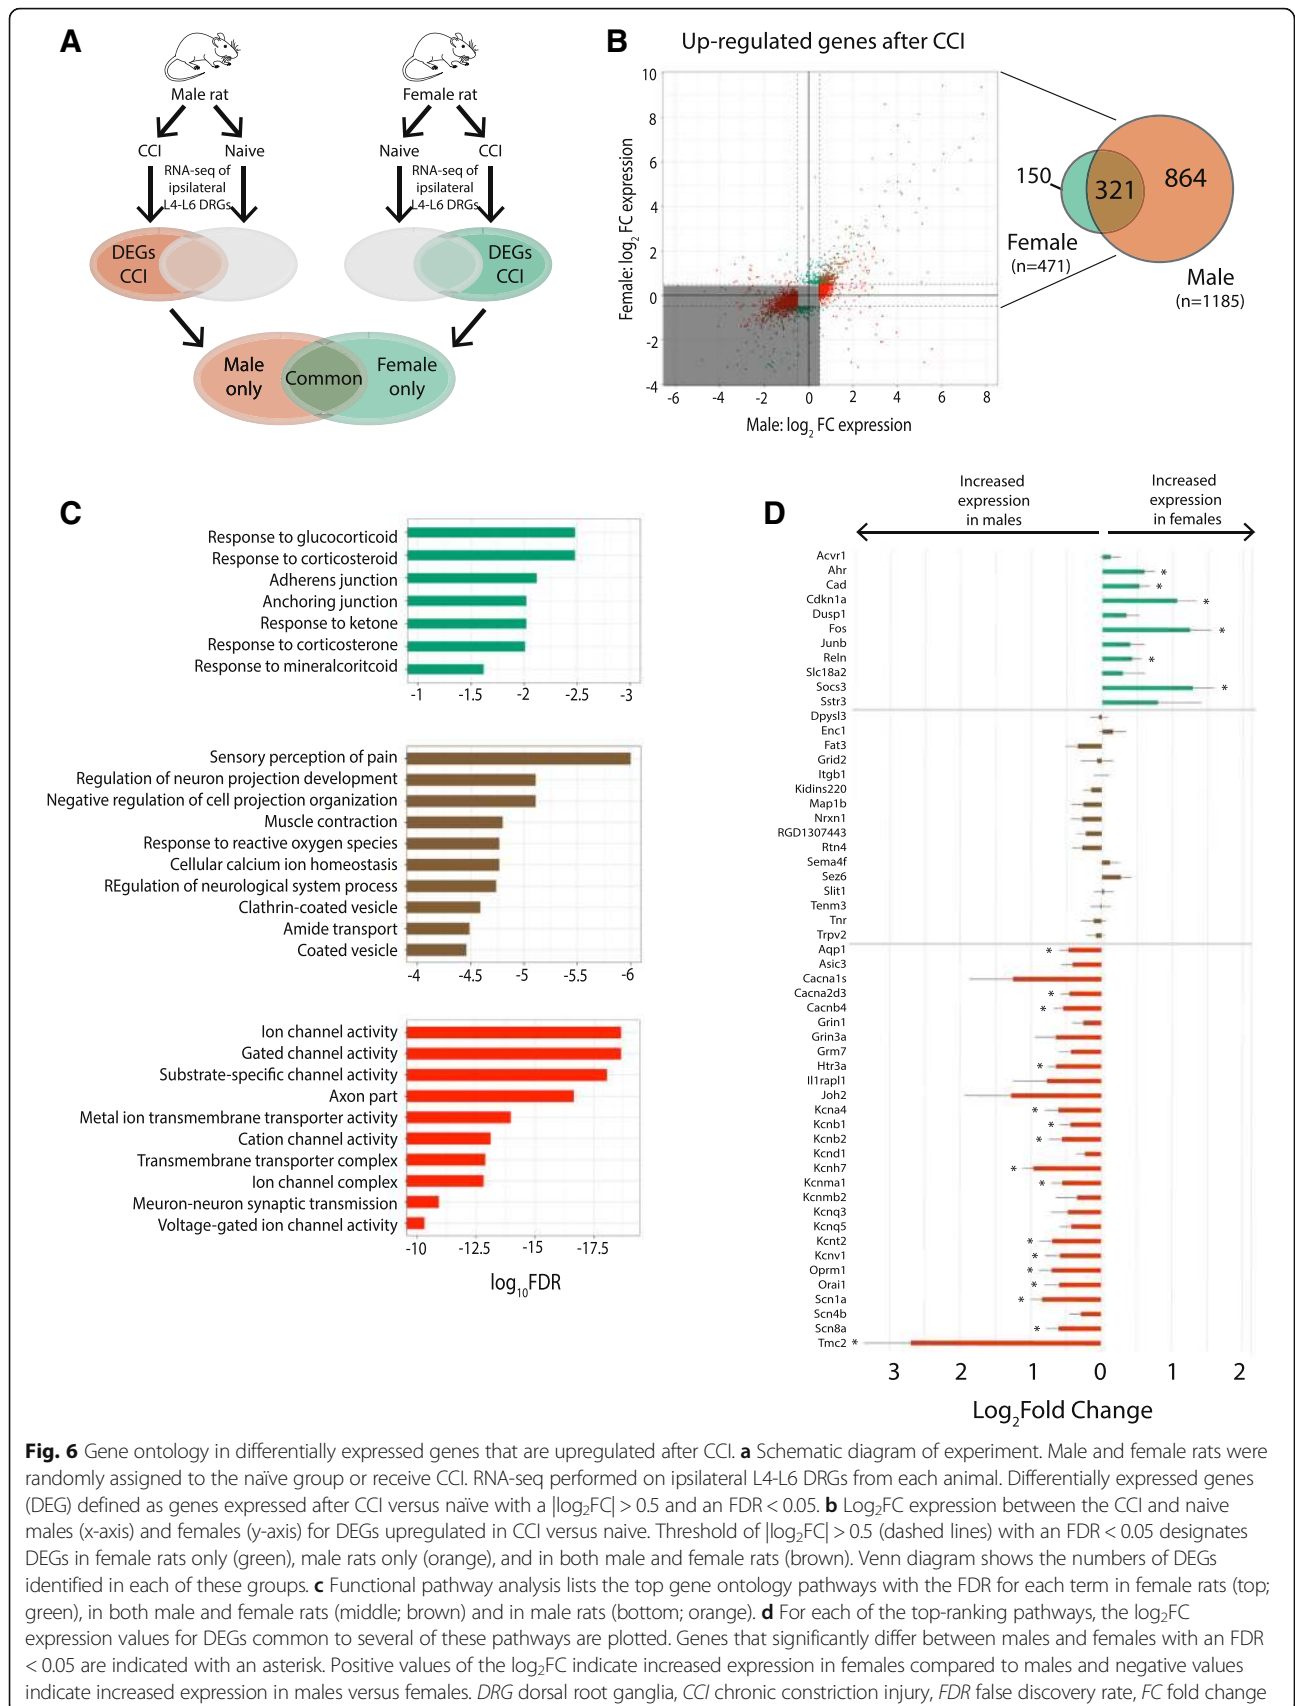 A
Male rat
Female rat
CCI
Naive
Naive
CCI
RNA-seq of
ipsilateral
L4-L6 DRGs
RNA-seq of
ipsilateral
L4-L6 DRGs
DEGs
CCI
DEGs
CCI
Male
only
Common
Female
only
B
Up-regulated genes after CCI
Female: log2 FC expression
10
8
6
4
2
0
-2
-4
-6
-4
-2
0
2
4
6
8
Male: log2 FC expression
150
321
864
Female
(n=471)
Male
(n=1185)
C
Response to glucocorticoid
Response to corticosteroid
Adherens junction
Anchoring junction
Response to ketone
Response to corticosterone
Response to mineralcoritcoid
-1
-1.5
-2
-2.5
-3
Sensory perception of pain
Regulation of neuron projection development
Negative regulation of cell projection organization
Muscle contraction
Response to reactive oxygen species
Cellular calcium ion homeostasis
REgulation of neurological system process
Clathrin-coated vesicle
Amide transport
Coated vesicle
-4
-4.5
-5
-5.5
-6
Ion channel activity
Gated channel activity
Substrate-specific channel activity
Axon part
Metal ion transmembrane transporter activity
Cation channel activity
Transmembrane transporter complex
Ion channel complex
Meuron-neuron synaptic transmission
Voltage-gated ion channel activity
-10
-12.5
-15
-17.5
log10FDR
D
Increased
expression
in males
Increased
expression
in females
Acvr1
Ahr *
Cad *
Cdkn1a *
Dusp1
Fos *
Junb
Reln *
Slc18a2
Socs3 *
Sstr3
Dpysl3
Enc1
Fat3
Grid2
Itgb1
Kidins220
Map1b
Nrxn1
RGD1307443
Rtn4
Sema4f
Sez6
Slit1
Tenm3
Tnr
Trpv2
Aqp1 *
Asic3
Cacna1s
Cacna2d3 *
Cacnb4 *
Grin1
Grin3a
Grm7
Htr3a *
Il1rapl1
Joh2
Kcna4 *
Kcnb1 *
Kcnb2 *
Kcnd1
Kcnh7 *
Kcnma1 *
Kcnmb2
Kcnq3
Kcnq5
Kcnt2 *
Kcnv1 *
Oprm1 *
Orai1 *
Scn1a *
Scn4b
Scn8a *
Tmc2 *
3
2
1
0
1
2
Log2Fold Change
Fig. 6 Gene ontology in differentially expressed genes that are upregulated after CCI. a Schematic diagram of experiment. Male and female rats were
randomly assigned to the naïve group or receive CCI. RNA-seq performed on ipsilateral L4-L6 DRGs from each animal. Differentially expressed genes
(DEG) defined as genes expressed after CCI versus naïve with a |log2FC| > 0.5 and an FDR < 0.05. b Log2FC expression between the CCI and naive
males (x-axis) and females (y-axis) for DEGs upregulated in CCI versus naive. Threshold of |log2FC| > 0.5 (dashed lines) with an FDR < 0.05 designates
DEGs in female rats only (green), male rats only (orange), and in both male and female rats (brown). Venn diagram shows the numbers of DEGs
identified in each of these groups. c Functional pathway analysis lists the top gene ontology pathways with the FDR for each term in female rats (top;
green), in both male and female rats (middle; brown) and in male rats (bottom; orange). d For each of the top-ranking pathways, the log2FC
expression values for DEGs common to several of these pathways are plotted. Genes that significantly differ between males and females with an FDR
< 0.05 are indicated with an asterisk. Positive values of the log2FC indicate increased expression in females compared to males and negative values
indicate increased expression in males versus females. DRG dorsal root ganglia, CCI chronic constriction injury, FDR false discovery rate, FC fold change